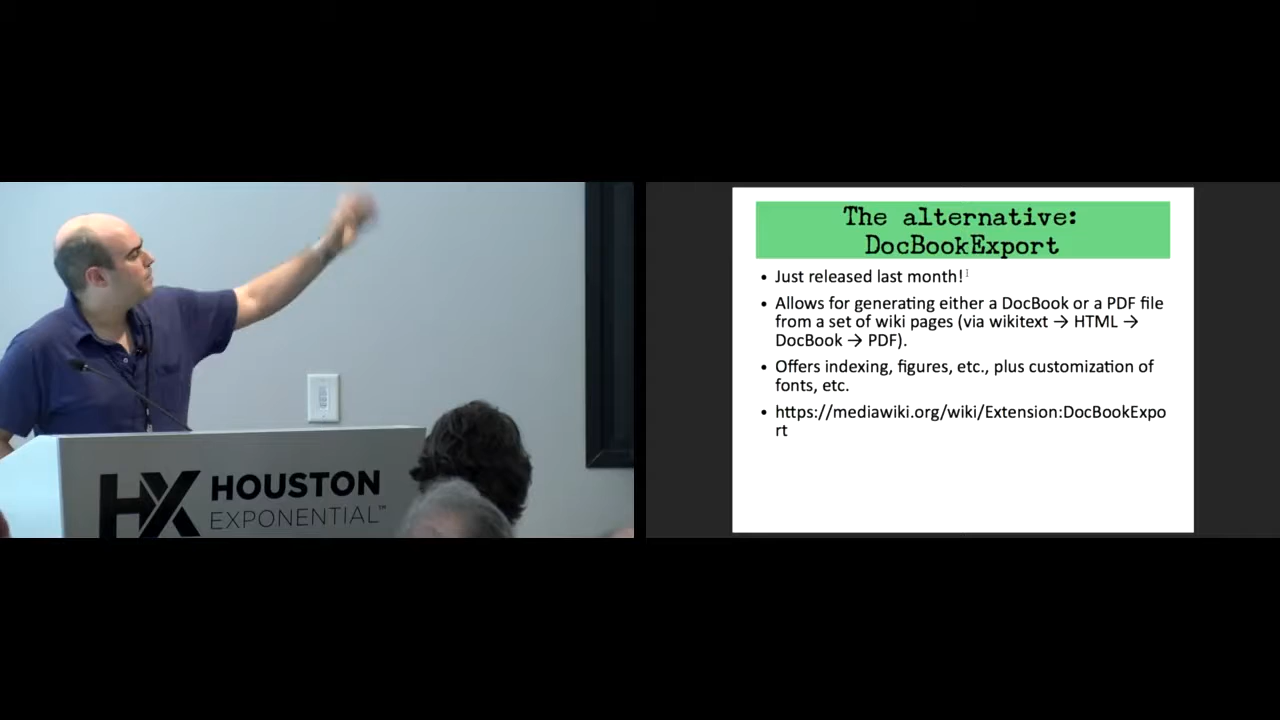 HX HOUSTON
EXPONENTIAL™
The alternative:
DocBookExport
• Just released last month!
• Allows for generating either a DocBook or a PDF file
from a set of wiki pages (via wikitext → HTML →
DocBook → PDF).
• Offers indexing, figures, etc., plus customization of
fonts, etc.
• https://mediawiki.org/wiki/Extension:DocBookExpo
rt